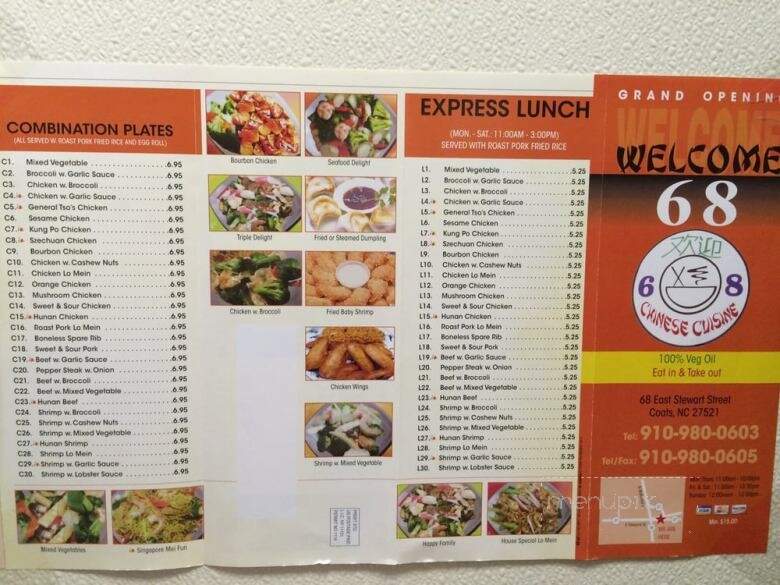 COMBINATION PLATES
(ALL SERVED W. ROAST PORK FRIED RICE AND EGG ROLL)
C1. Mixed Vegetable 6.95
C2. Broccoli w. Garlic Sauce 6.95
C3. Chicken w. Broccoli 6.95
C4. Chicken w. Garlic Sauce 6.95
C5. General Tso's Chicken 6.95
C6. Sesame Chicken 6.95
C7. Kung Po Chicken 6.95
C8. Szechuan Chicken 6.95
C9. Bourbon Chicken 6.95
C10. Chicken w. Cashew Nuts 6.95
C11. Chicken Lo Mein 6.95
C12. Orange Chicken 6.95
C13. Mushroom Chicken 6.95
C14. Sweet & Sour Chicken 6.95
C15. Hunan Chicken 6.95
C16. Roast Pork Lo Mein 6.95
C17. Boneless Spare Rib 6.95
C18. Sweet & Sour Pork 6.95
C19. Beef w. Garlic Sauce 6.95
C20. Pepper Steak w. Onion 6.95
C21. Beef w. Broccoli 6.95
C22. Beef w. Mixed Vegetable 6.95
C23. Hunan Beef 6.95
C24. Shrimp w. Broccoli 6.95
C25. Shrimp w. Cashew Nuts 6.95
C26. Shrimp w. Mixed Vegetable 6.95
C27. Hunan Shrimp 6.95
C28. Shrimp Lo Mein 6.95
C29. Shrimp w. Garlic Sauce 6.95
C30. Shrimp w. Lobster Sauce 6.95
Mixed Vegetables
Singapore Mei Fun
Bourbon Chicken
Seafood Delight
Triple Delight
Fried or Steamed Dumpling
Chicken w. Broccoli
Fried Baby Shrimp
Chicken Wings
Shrimp w. Mixed Vegetable
EXPRESS LUNCH
(MON. - SAT.: 11:00AM - 3:00PM)
SERVED WITH ROAST PORK FRIED RICE
L1. Mixed Vegetable 5.25
L2. Broccoli w. Garlic Sauce 5.25
L3. Chicken w. Broccoli 5.25
L4. Chicken w. Garlic Sauce 5.25
L5. General Tso's Chicken 5.25
L6. Sesame Chicken 5.25
L7. Kung Po Chicken 5.25
L8. Szechuan Chicken 5.25
L9. Bourbon Chicken 5.25
L10. Chicken w. Cashew Nuts 5.25
L11. Chicken Lo Mein 5.25
L12. Orange Chicken 5.25
L13. Mushroom Chicken 5.25
L14. Sweet & Sour Chicken 5.25
L15. Hunan Chicken 5.25
L16. Roast Pork Lo Mein 5.25
L17. Boneless Spare Rib 5.25
L18. Sweet & Sour Pork 5.25
L19. Beef w. Garlic Sauce 5.25
L20. Pepper Steak w. Onion 5.25
L21. Beef w. Broccoli 5.25
L22. Beef w. Mixed Vegetable 5.25
L23. Hunan Beef 5.25
L24. Shrimp w. Broccoli 5.25
L25. Shrimp w. Cashew Nuts 5.25
L26. Shrimp w. Mixed Vegetable 5.25
L27. Hunan Shrimp 5.25
L28. Shrimp Lo Mein 5.25
L29. Shrimp w. Garlic Sauce 5.25
L30. Shrimp w. Lobster Sauce 5.25
Happy Family
House Special Lo Mein
GRAND OPENING
WELCOME
WELCOME
68
欢迎
6 8
CHINESE CUISINE
100% Veg Oil
Eat in & Take out
68 East Stewart Street
Coats, NC 27521
Tel: 910-980-0603
Tel/Fax: 910-980-0605
WE ARE HERE
Min. $15.00
menupix